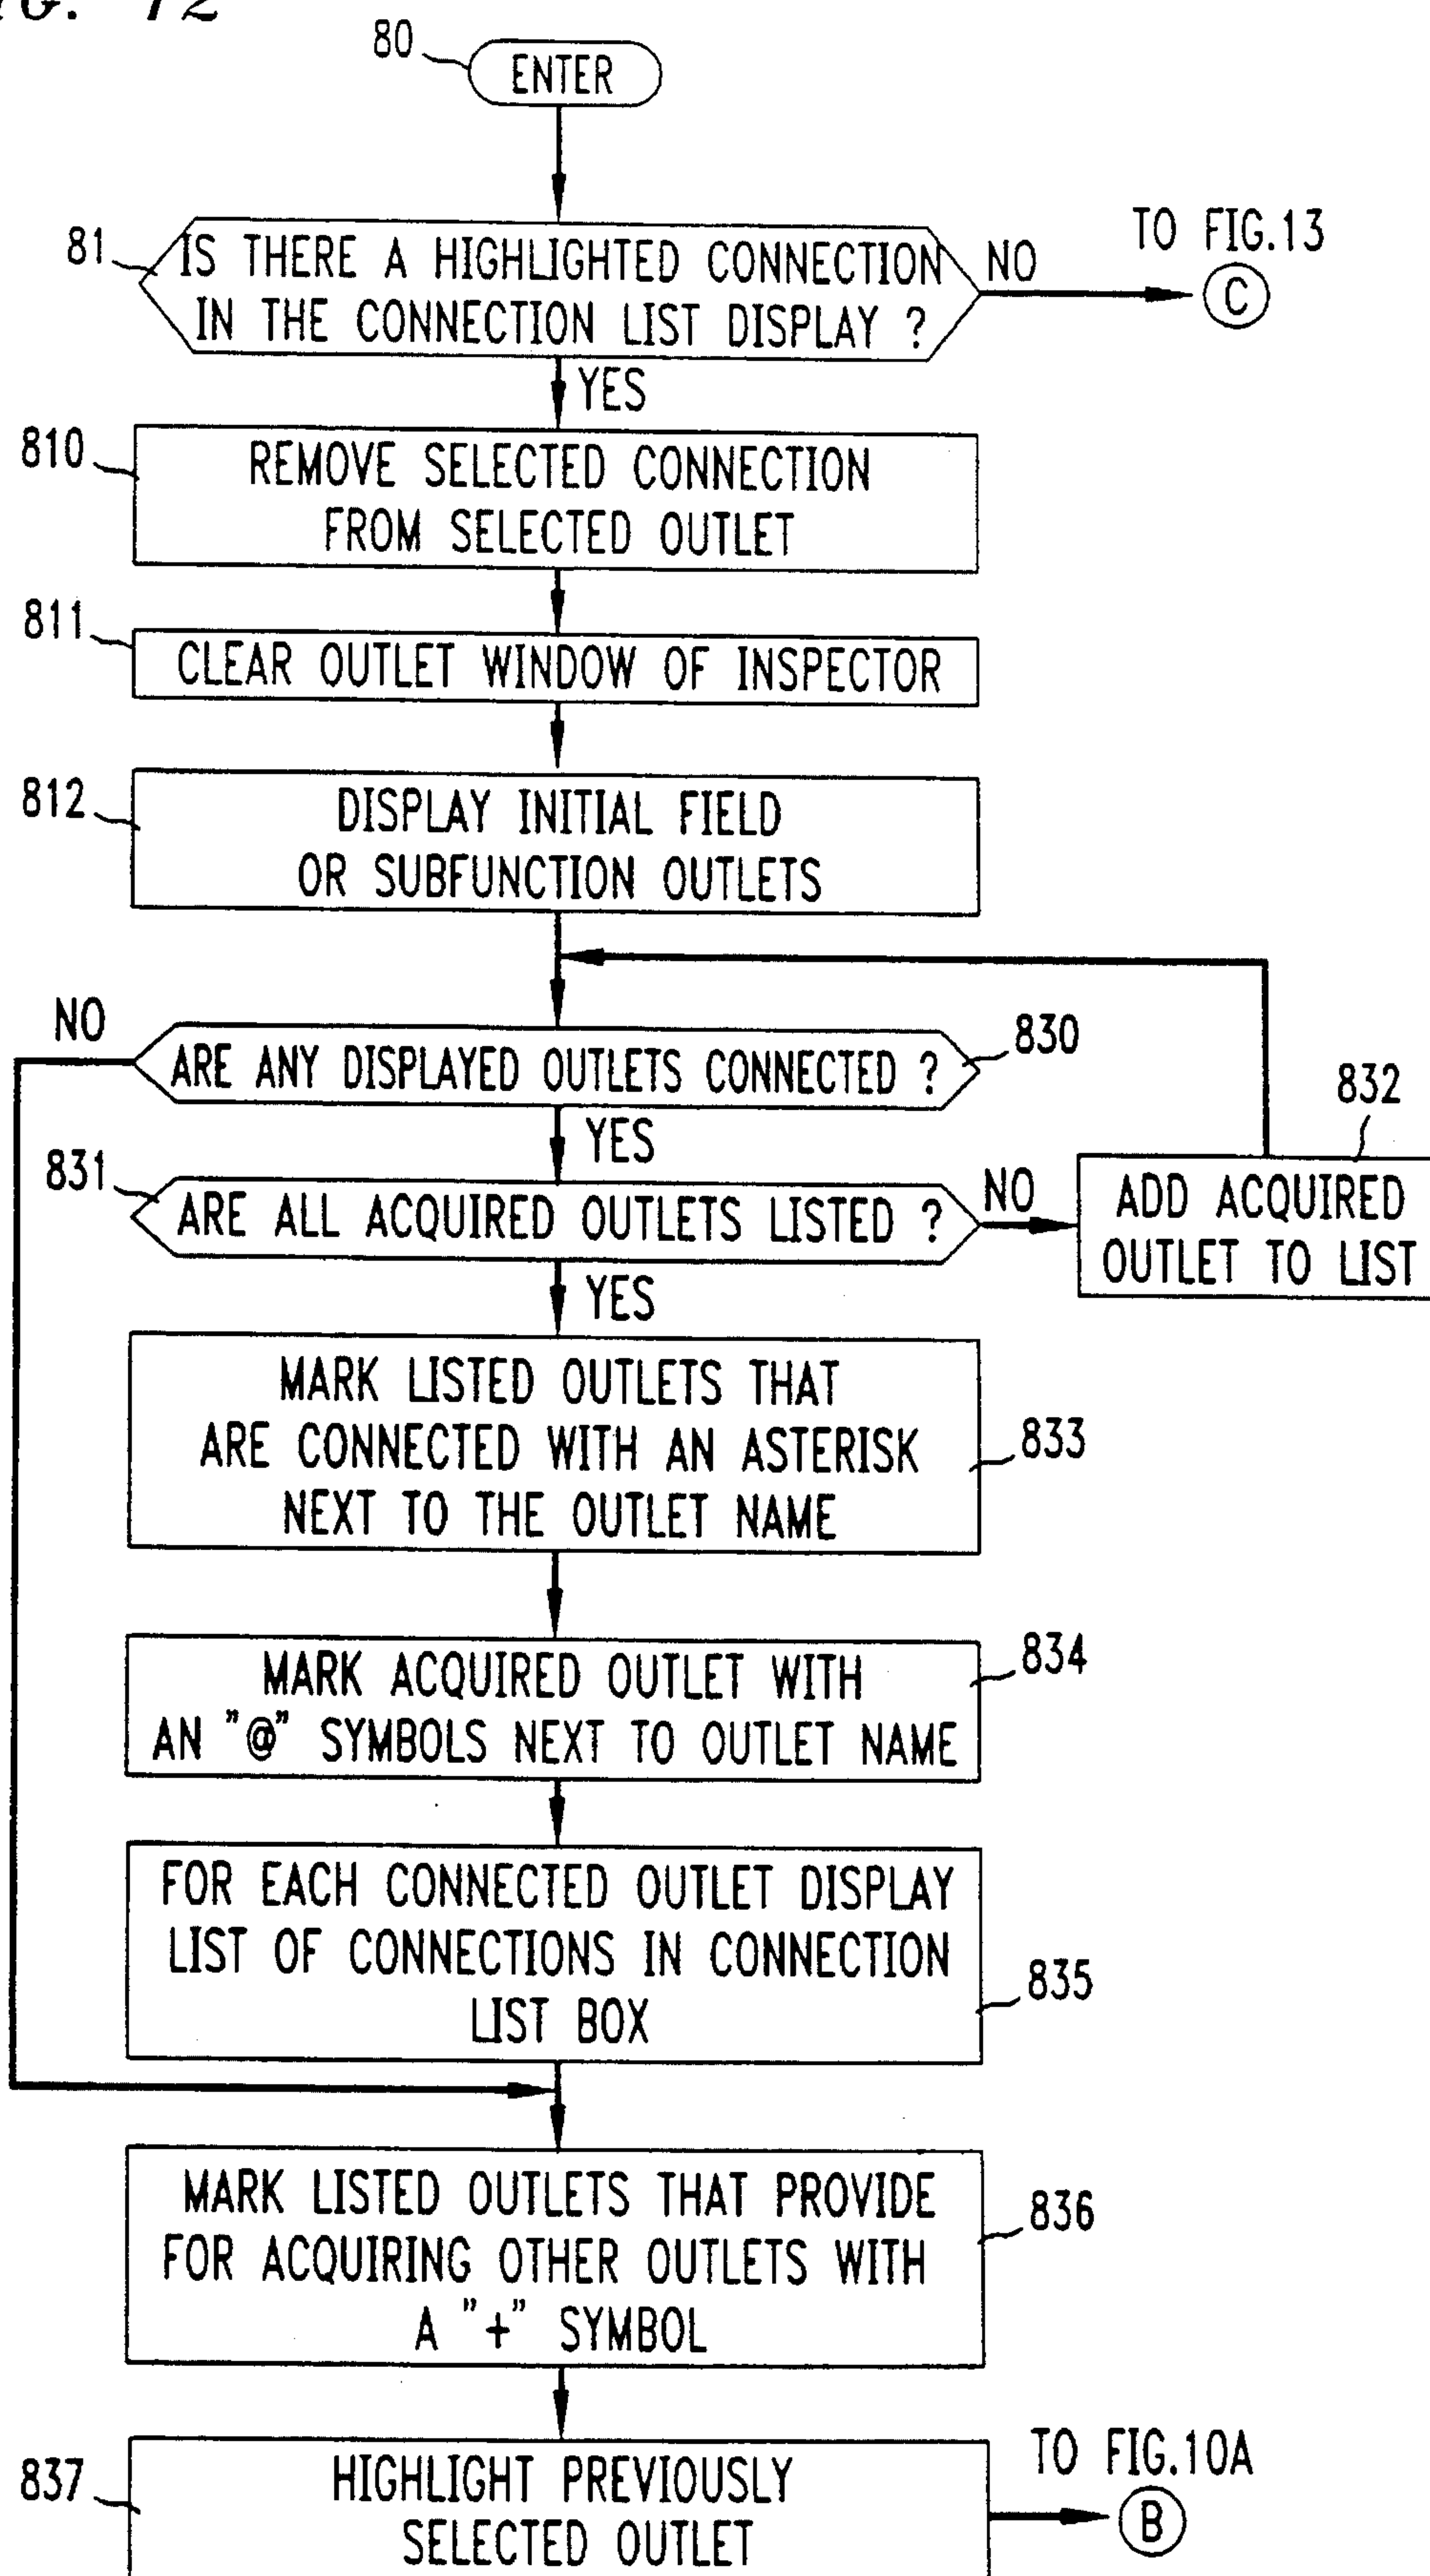 FIG. 12
80
ENTER
81
IS THERE A HIGHLIGHTED CONNECTION
IN THE CONNECTION LIST DISPLAY ?
NO
TO FIG.13
C
YES
810
REMOVE SELECTED CONNECTION
FROM SELECTED OUTLET
811
CLEAR OUTLET WINDOW OF INSPECTOR
812
DISPLAY INITIAL FIELD
OR SUBFUNCTION OUTLETS
NO
ARE ANY DISPLAYED OUTLETS CONNECTED ?
830
YES
831
ARE ALL ACQUIRED OUTLETS LISTED ?
NO
832
ADD ACQUIRED
OUTLET TO LIST
YES
MARK LISTED OUTLETS THAT
ARE CONNECTED WITH AN ASTERISK
NEXT TO THE OUTLET NAME
833
MARK ACQUIRED OUTLET WITH
AN "@" SYMBOLS NEXT TO OUTLET NAME
834
FOR EACH CONNECTED OUTLET DISPLAY
LIST OF CONNECTIONS IN CONNECTION
LIST BOX
835
MARK LISTED OUTLETS THAT PROVIDE
FOR ACQUIRING OTHER OUTLETS WITH
A "+" SYMBOL
836
837
HIGHLIGHT PREVIOUSLY
SELECTED OUTLET
TO FIG.10A
B